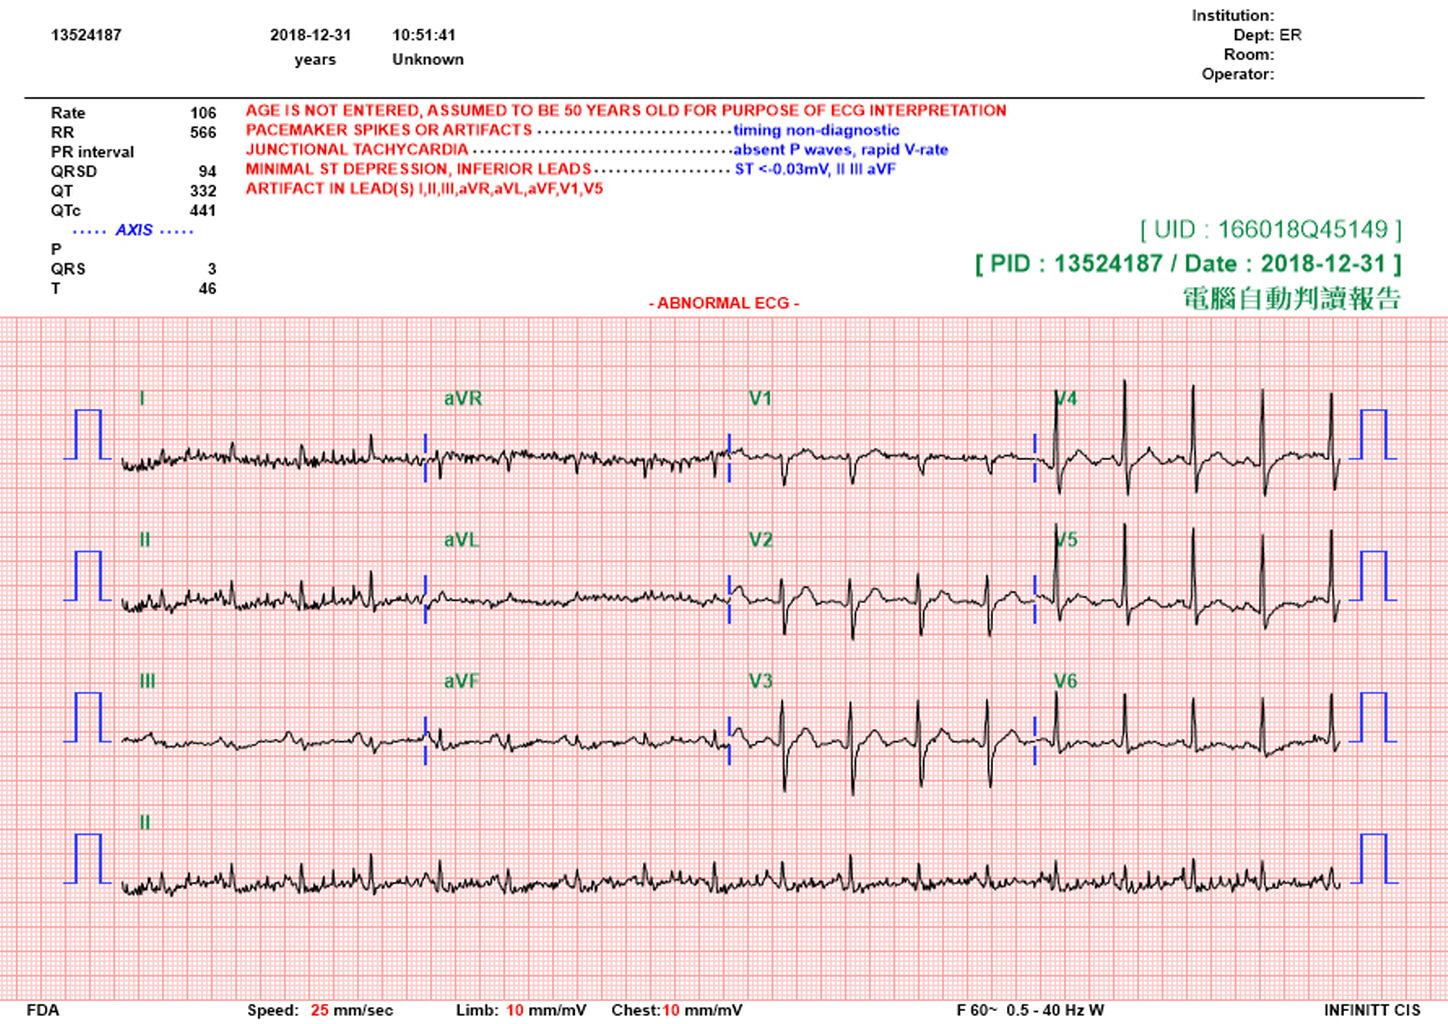 Institution:
13524187 2018-12-31 10:51:41 Dept: ER
years Unknown Room:
Operator:
Rate 106 AGE IS NOT ENTERED, ASSUMED TO BE 50 YEARS OLD FOR PURPOSE OF ECG INTERPRETATION
RR 566 PACEMAKER SPIKES OR ARTIFACTS ........................... timing non-diagnostic
PR interval JUNCTIONAL TACHYCARDIA .................................... absent P waves, rapid V-rate
QRSD 94 MINIMAL ST DEPRESSION, INFERIOR LEADS ................... ST <-0.03mV, II III aVF
QT 332 ARTIFACT IN LEAD(S) I,II,III,aVR,aVL,aVF,V1,V5
QTc 441
..... AXIS .....
P
QRS 3
T 46
[ UID : 166018Q45149 ]
[ PID : 13524187 / Date : 2018-12-31 ]
電腦自動判讀報告
- ABNORMAL ECG -
I aVR V1 V4
II aVL V2 V5
III aVF V3 V6
II
FDA Speed: 25 mm/sec Limb: 10 mm/mV Chest: 10 mm/mV F 60~ 0.5 - 40 Hz W INFINITT CIS